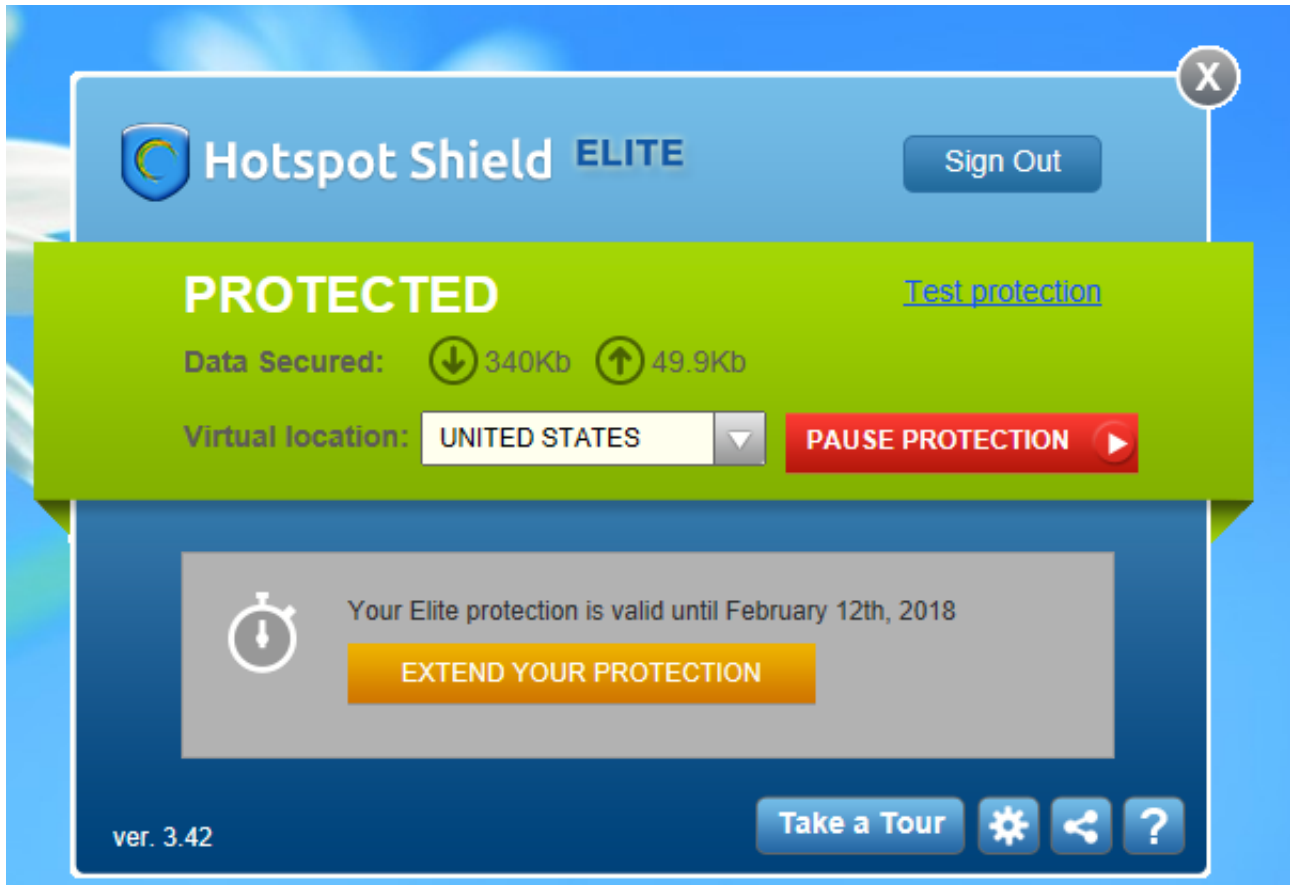 X
Hotspot Shield ELITE
Sign Out
PROTECTED
Test protection
Data Secured: 340Kb 49.9Kb
Virtual location: UNITED STATES PAUSE PROTECTION
Your Elite protection is valid until February 12th, 2018
EXTEND YOUR PROTECTION
ver. 3.42
Take a Tour ?